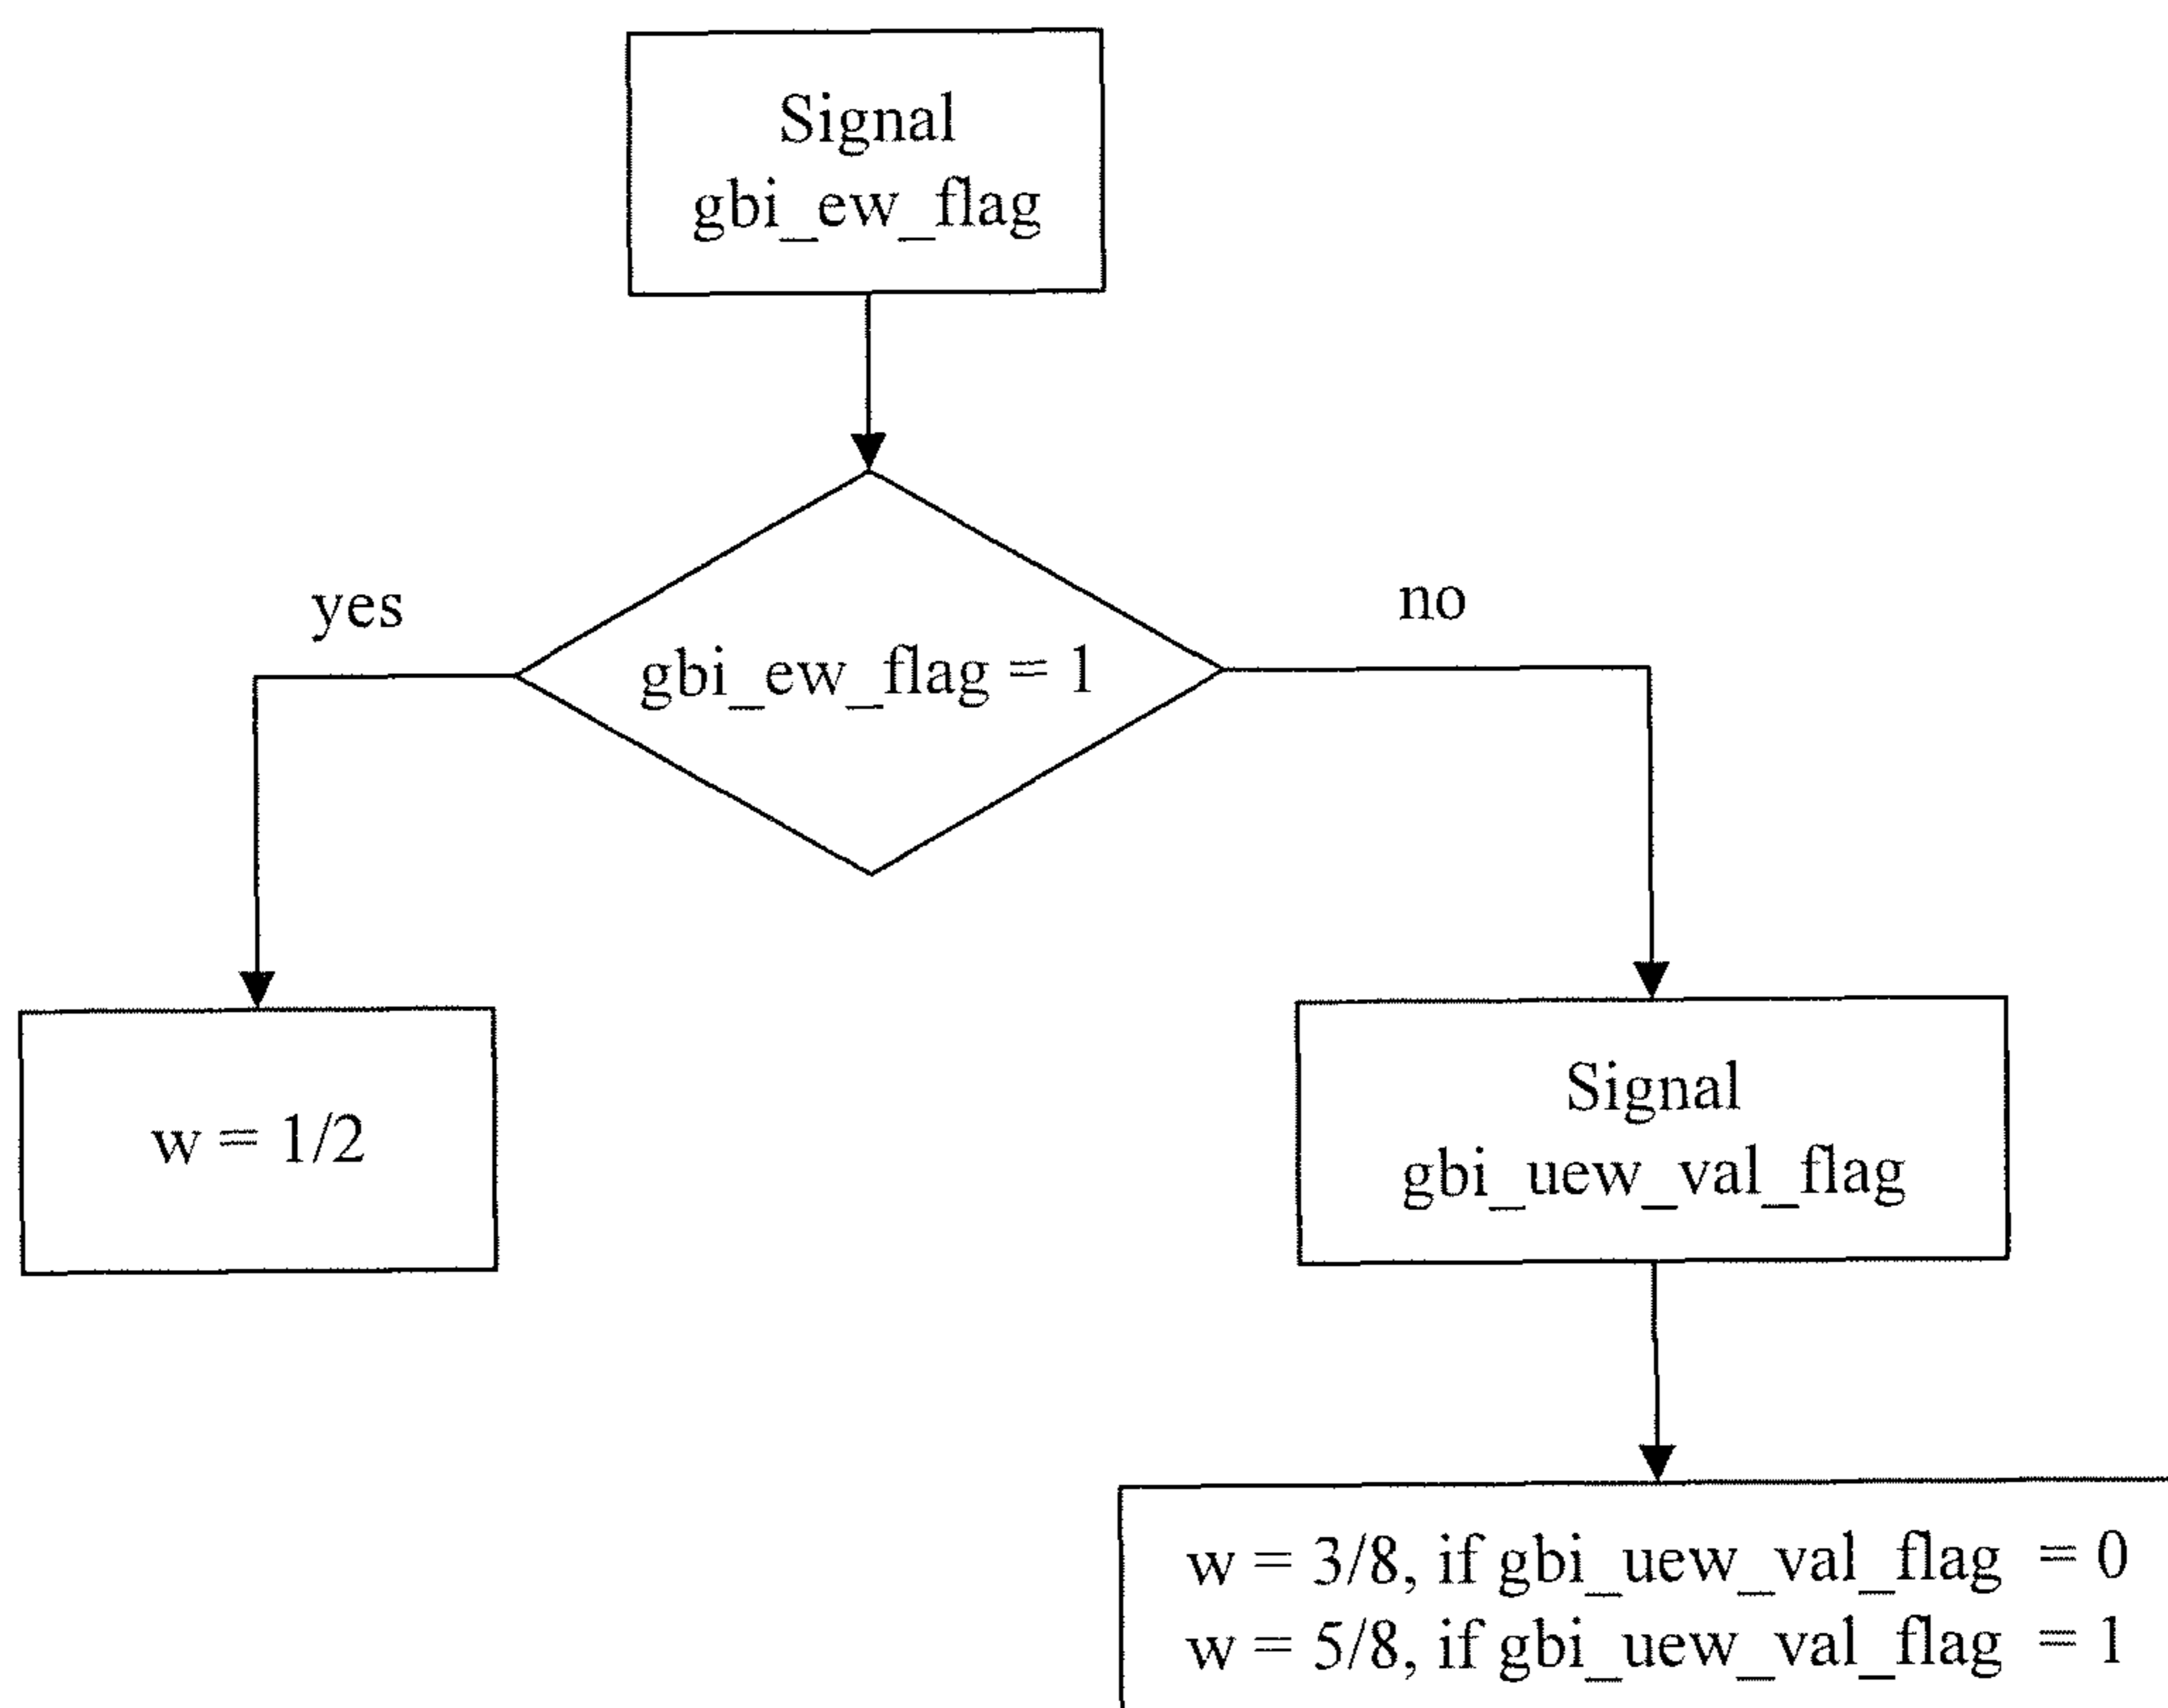 Signal
gbi_ew_flag
yes
no
gbi_ew_flag = 1
w = 1/2
Signal
gbi_uew_val_flag
w = 3/8, if gbi_uew_val_flag = 0
w = 5/8, if gbi_uew_val_flag = 1